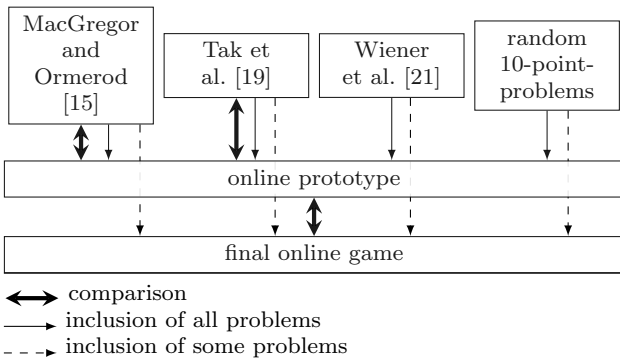 MacGregor
and
Ormerod
[15]
Tak et
al. [19]
Wiener
et al. [21]
random
10-point-
problems
online prototype
final online game
comparison
inclusion of all problems
inclusion of some problems